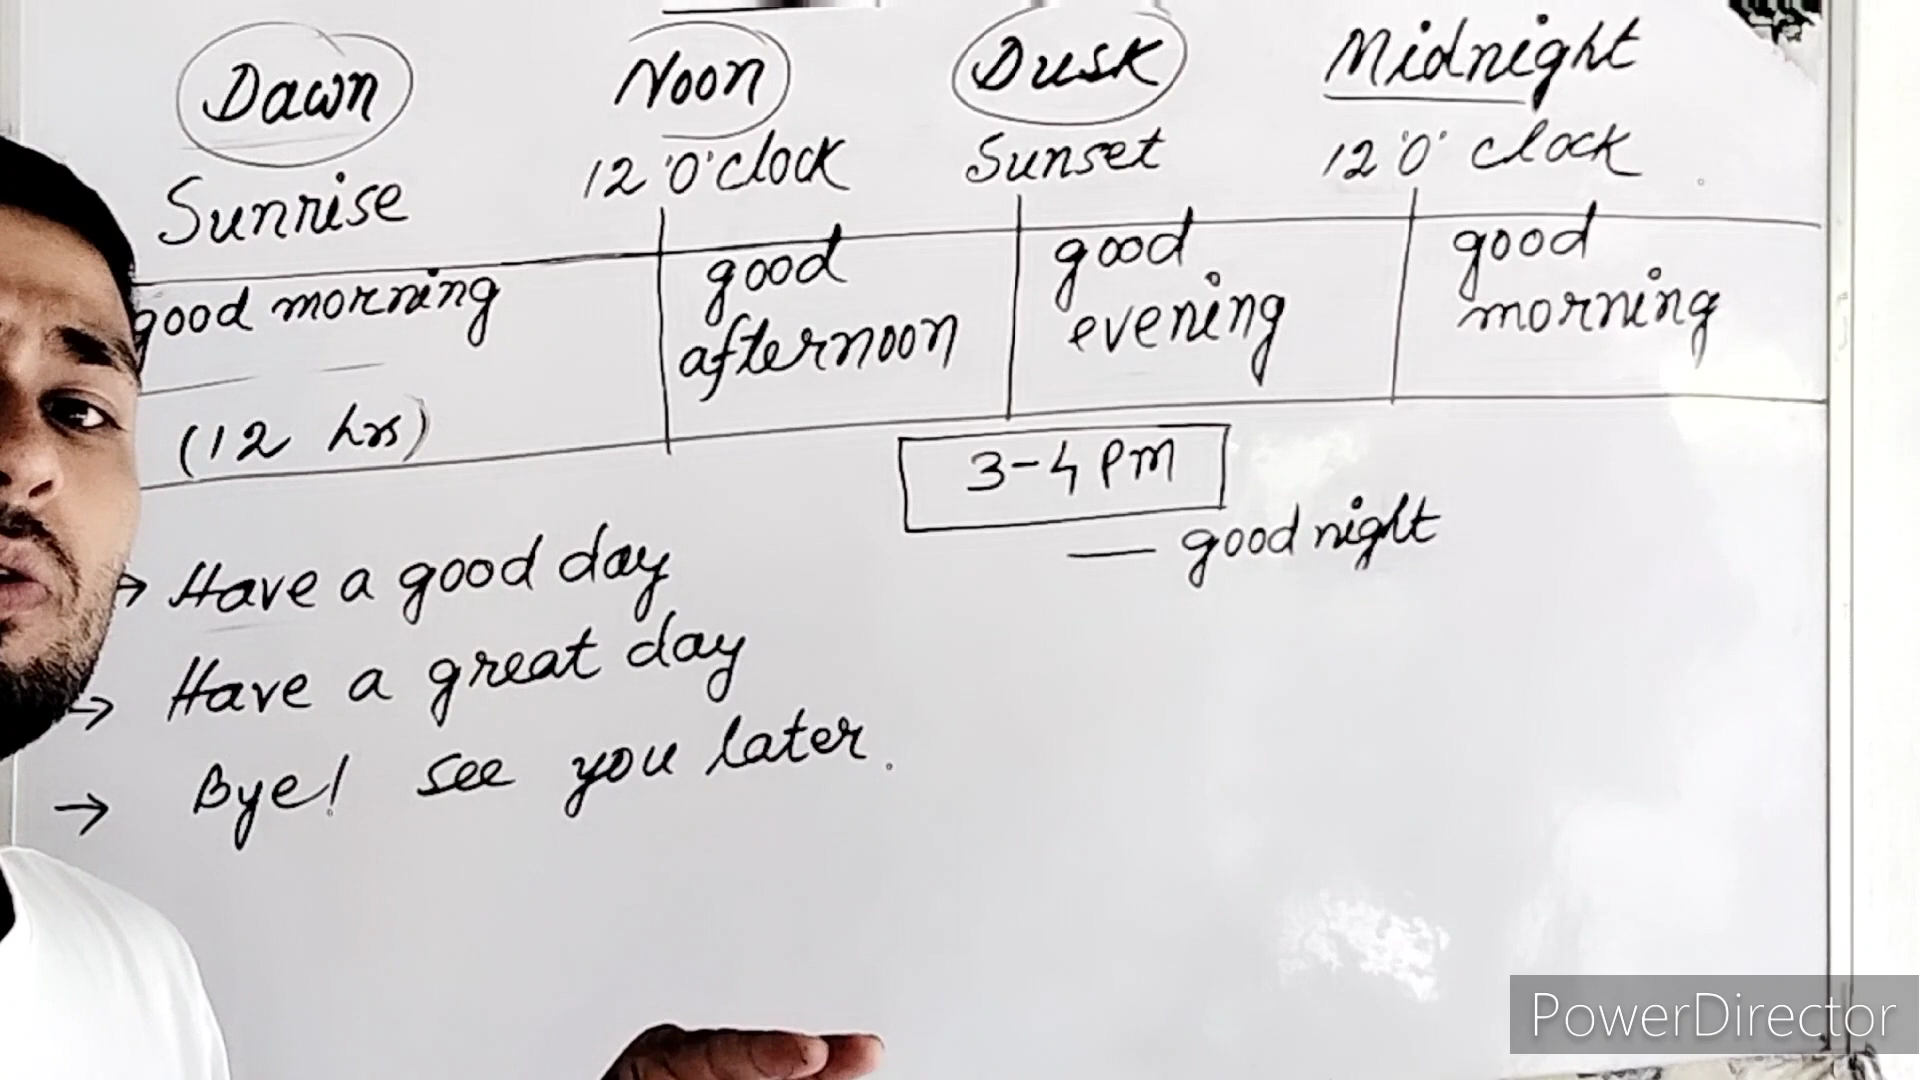 Dawn Noon Dusk Midnight
Sunrise 12 'O' clock Sunset 12 'O' clock
good morning good afternoon good evening good morning
(12 hrs)
3-4 PM
— good night
→ Have a good day
→ Have a great day
→ Bye! see you later.
PowerDirector